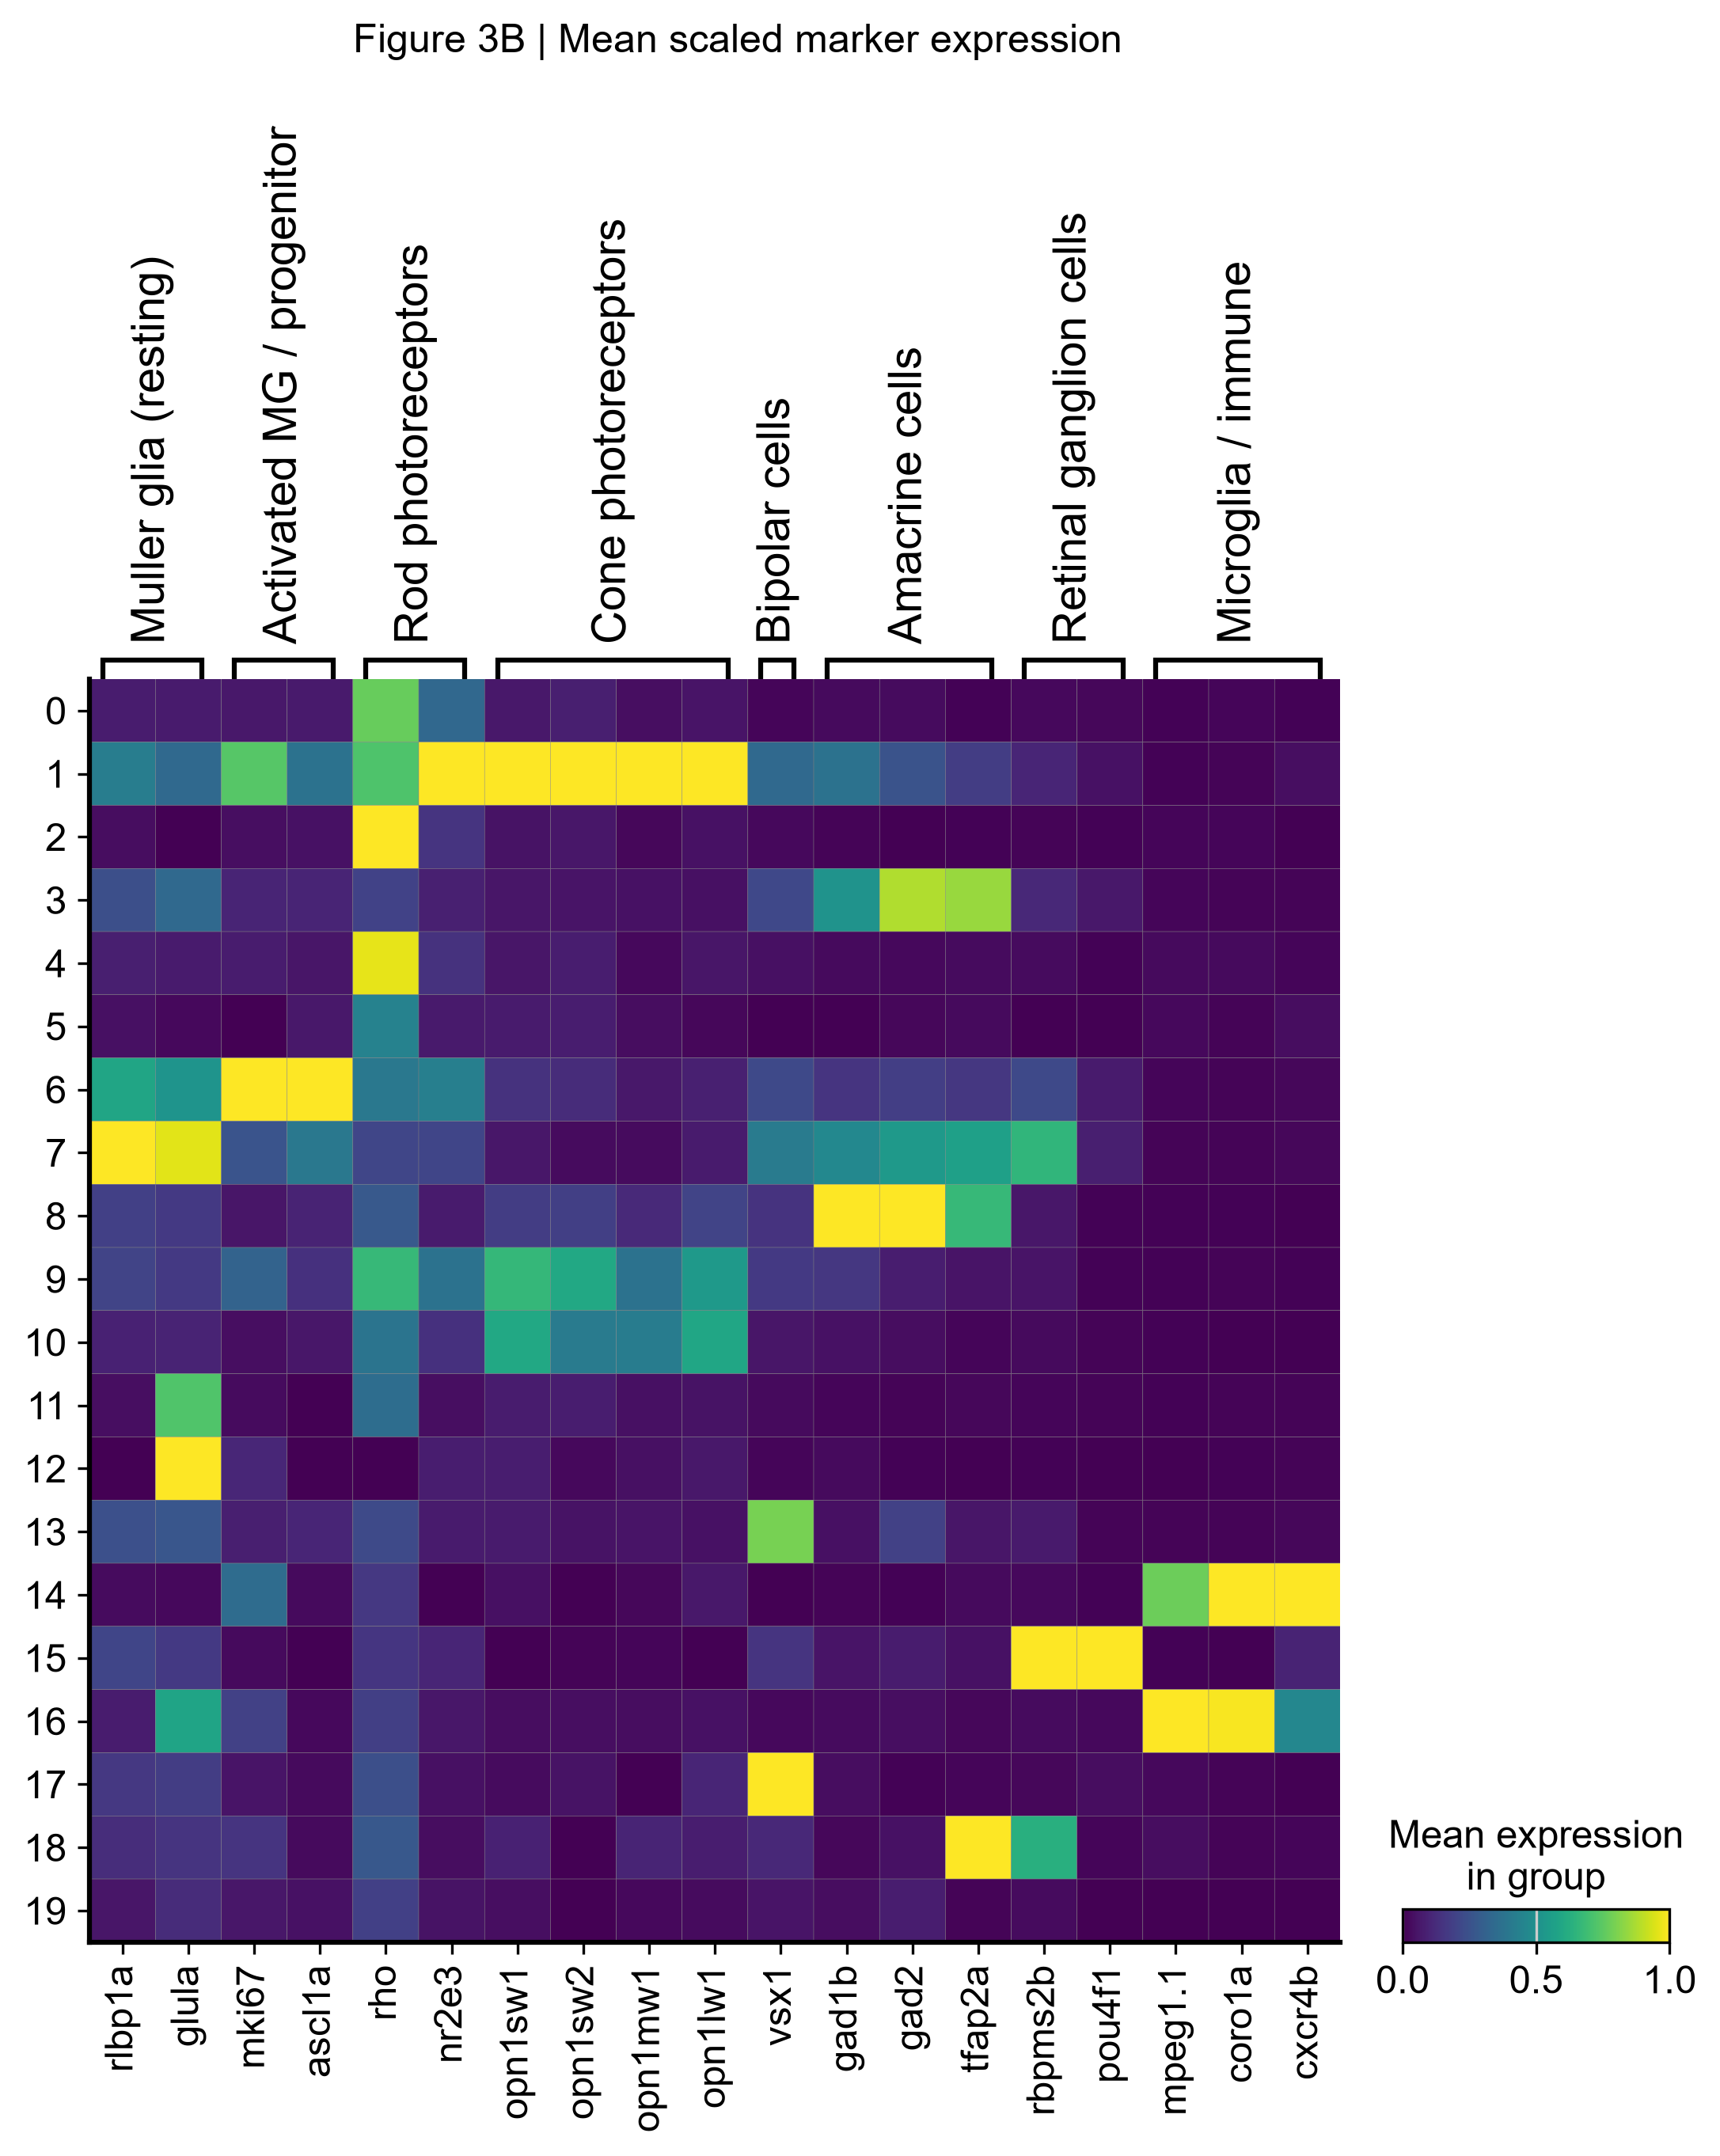 Figure 3B | Mean scaled marker expression
Muller glia (resting)
Activated MG / progenitor
Rod photoreceptors
Cone photoreceptors
Bipolar cells
Amacrine cells
Retinal ganglion cells
Microglia / immune
0
1
2
3
4
5
6
7
8
9
10
11
12
13
14
15
16
17
18
19
rlbp1a
glula
mki67
ascl1a
rho
nr2e3
opn1sw1
opn1sw2
opn1mw1
opn1lw1
vsx1
gad1b
gad2
tfap2a
rbpms2b
pou4f1
mpeg1.1
coro1a
cxcr4b
Mean expression
in group
0.0 0.5 1.0